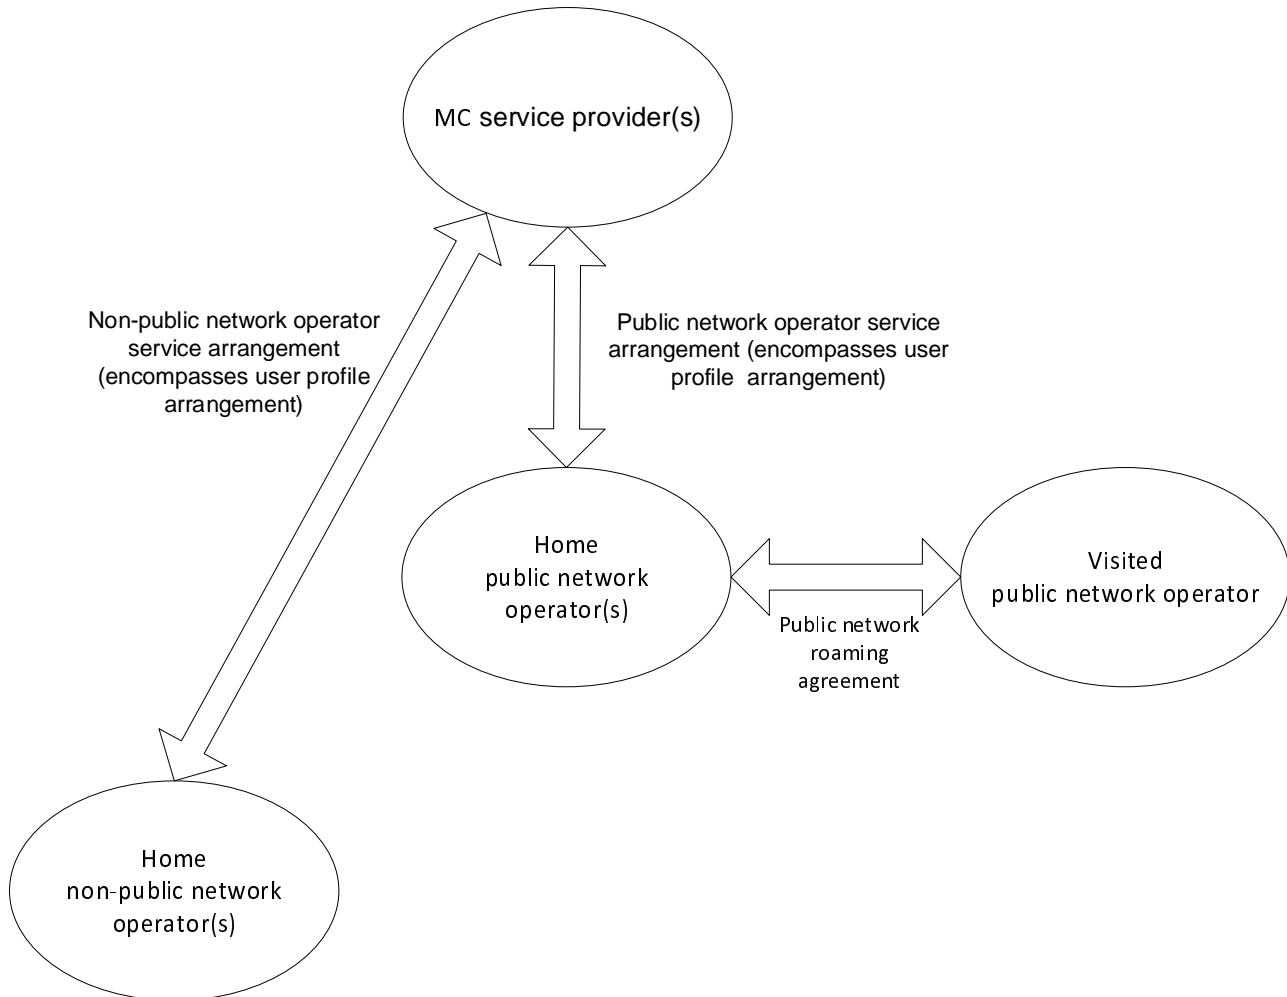 MC service provider(s)
Non-public network operator
service arrangement
(encompasses user profile
arrangement)
Public network operator service
arrangement (encompasses user
profile arrangement)
Home
public network
operator(s)
Visited
public network operator
Public network
roaming
agreement
Home
non-public network
operator(s)